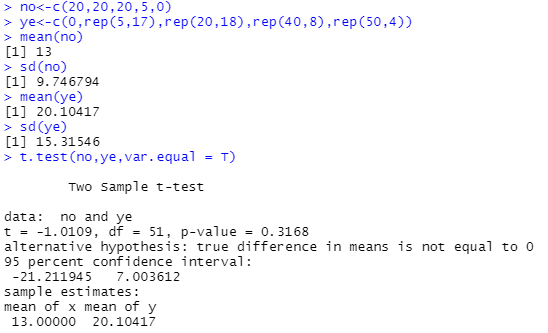 > no<-c(20,20,20,5,0)
> ye<-c(0,rep(5,17),rep(20,18),rep(40,8),rep(50,4))
> mean(no)
[1] 13
> sd(no)
[1] 9.746794
> mean(ye)
[1] 20.10417
> sd(ye)
[1] 15.31546
> t.test(no,ye,var.equal = T)
Two Sample t-test
data:  no and ye
t = -1.0109, df = 51, p-value = 0.3168
alternative hypothesis: true difference in means is not equal to 0
95 percent confidence interval:
 -21.211945   7.003612
sample estimates:
mean of x mean of y
 13.00000  20.10417